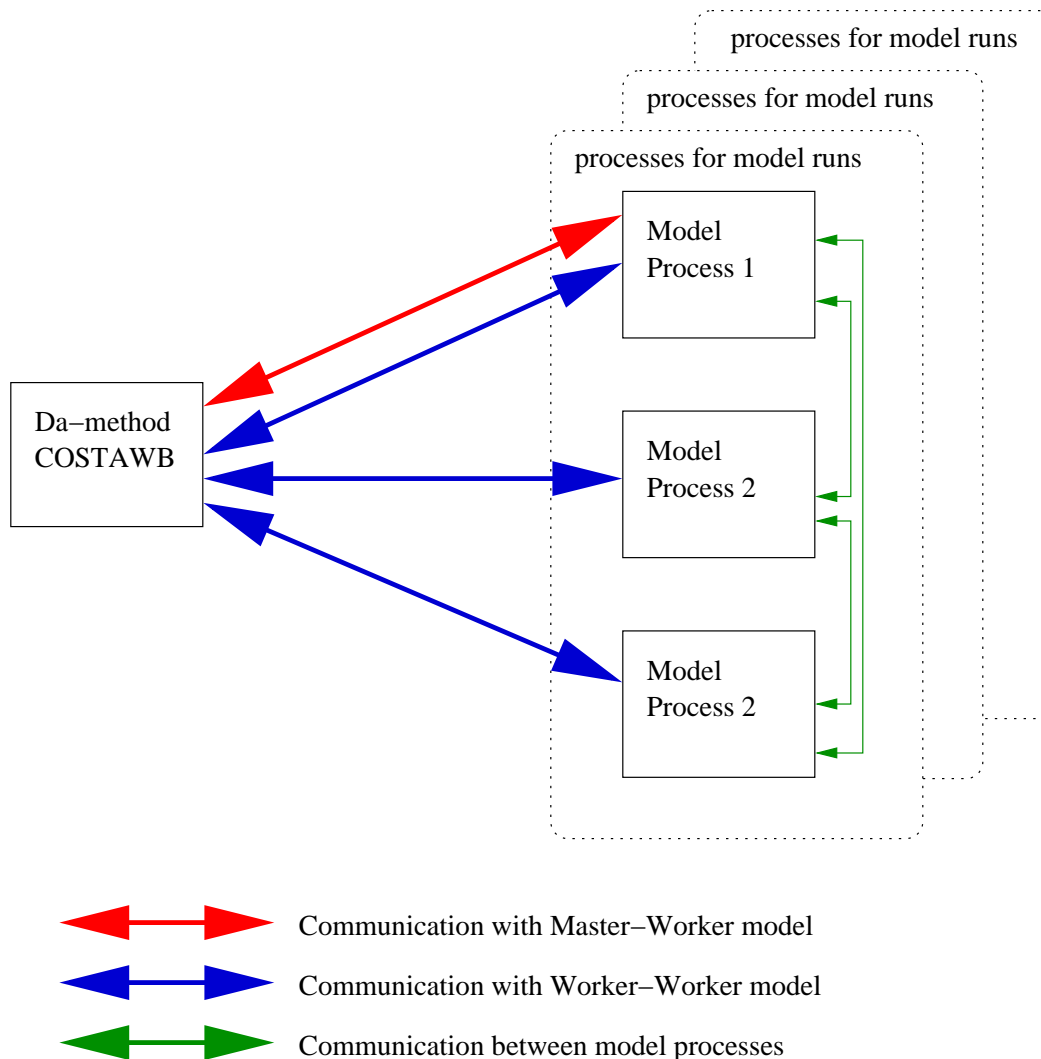 processes for model runs
processes for model runs
processes for model runs
Model
Process 1
Da−method
COSTAWB
Model
Process 2
Model
Process 2
Communication with Master−Worker model
Communication with Worker−Worker model
Communication between model processes